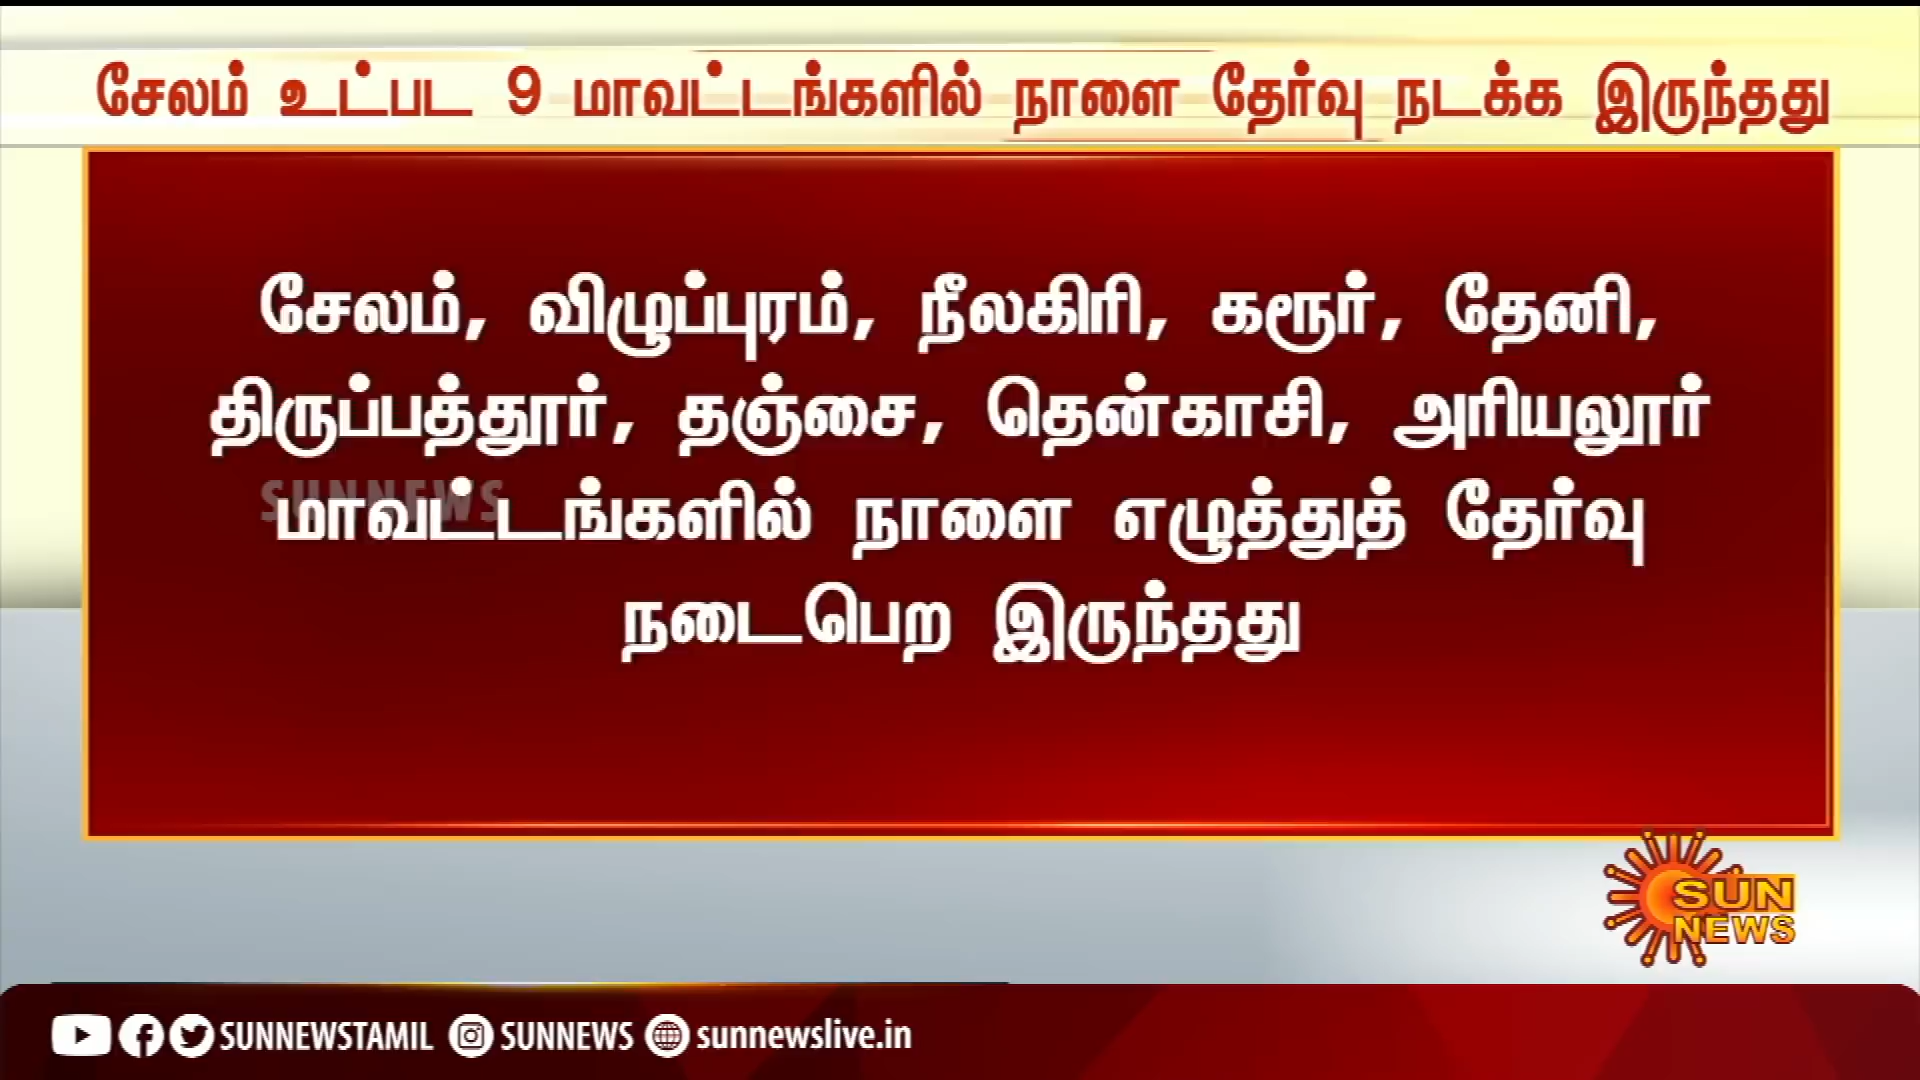 சேலம் உட்பட 9 மாவட்டங்களில் நாளை தேர்வு நடக்க இருந்தது
சேலம், விழுப்புரம், நீலகிரி, கரூர், தேனி,
திருப்பத்தூர், தஞ்சை, தென்காசி, அரியலூர்
மாவட்டங்களில் நாளை எழுத்துத் தேர்வு
நடைபெற இருந்தது
SUNNEWS
SUN
NEWS
SUNNEWSTAMIL SUNNEWS sunnewslive.in